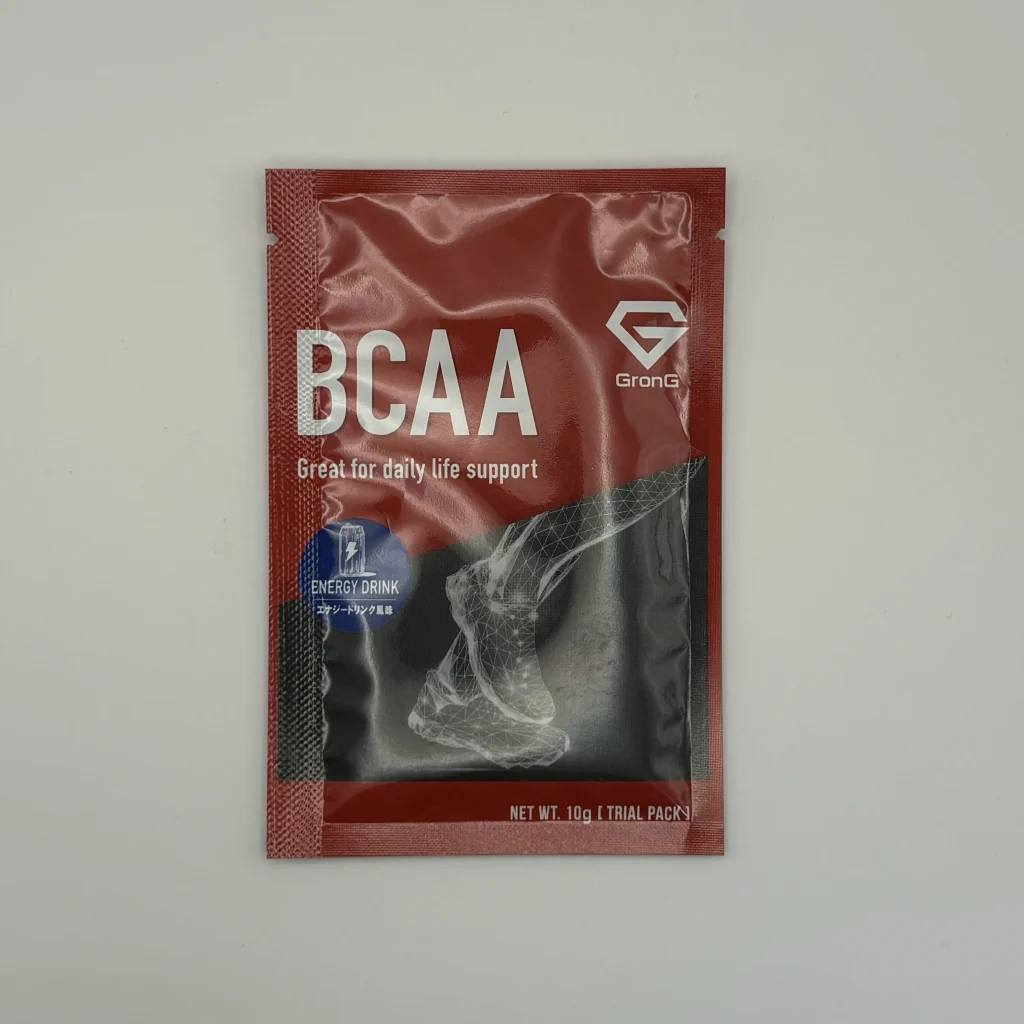 BCAA
GronG
Great for daily life support
ENERGY DRINK
エナジードリンク風味
NET WT. 10g [ TRIAL PACK ]